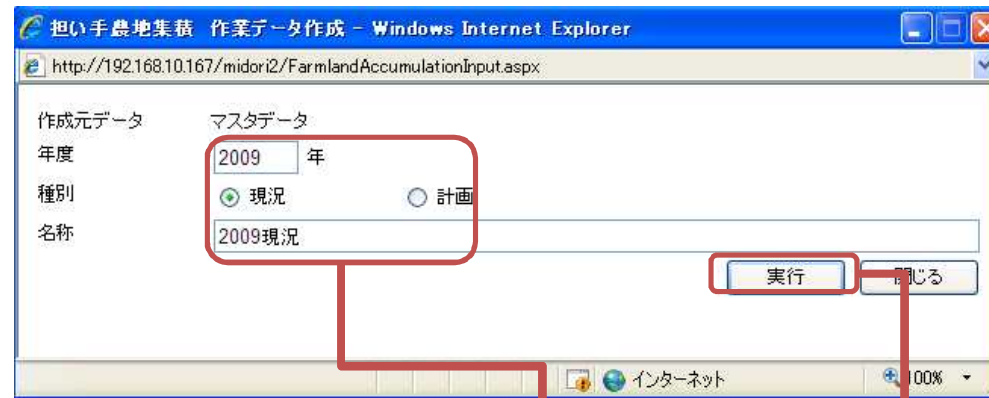 担い手農地集積 作業データ作成 - Windows Internet Explorer
http://192.168.10.167/midori2/FarmlandAccumulationInput.aspx
作成元データ マスタデータ
年度 2009 年
種別 現況 計画
名称 2009現況
実行 閉じる
インターネット 100%